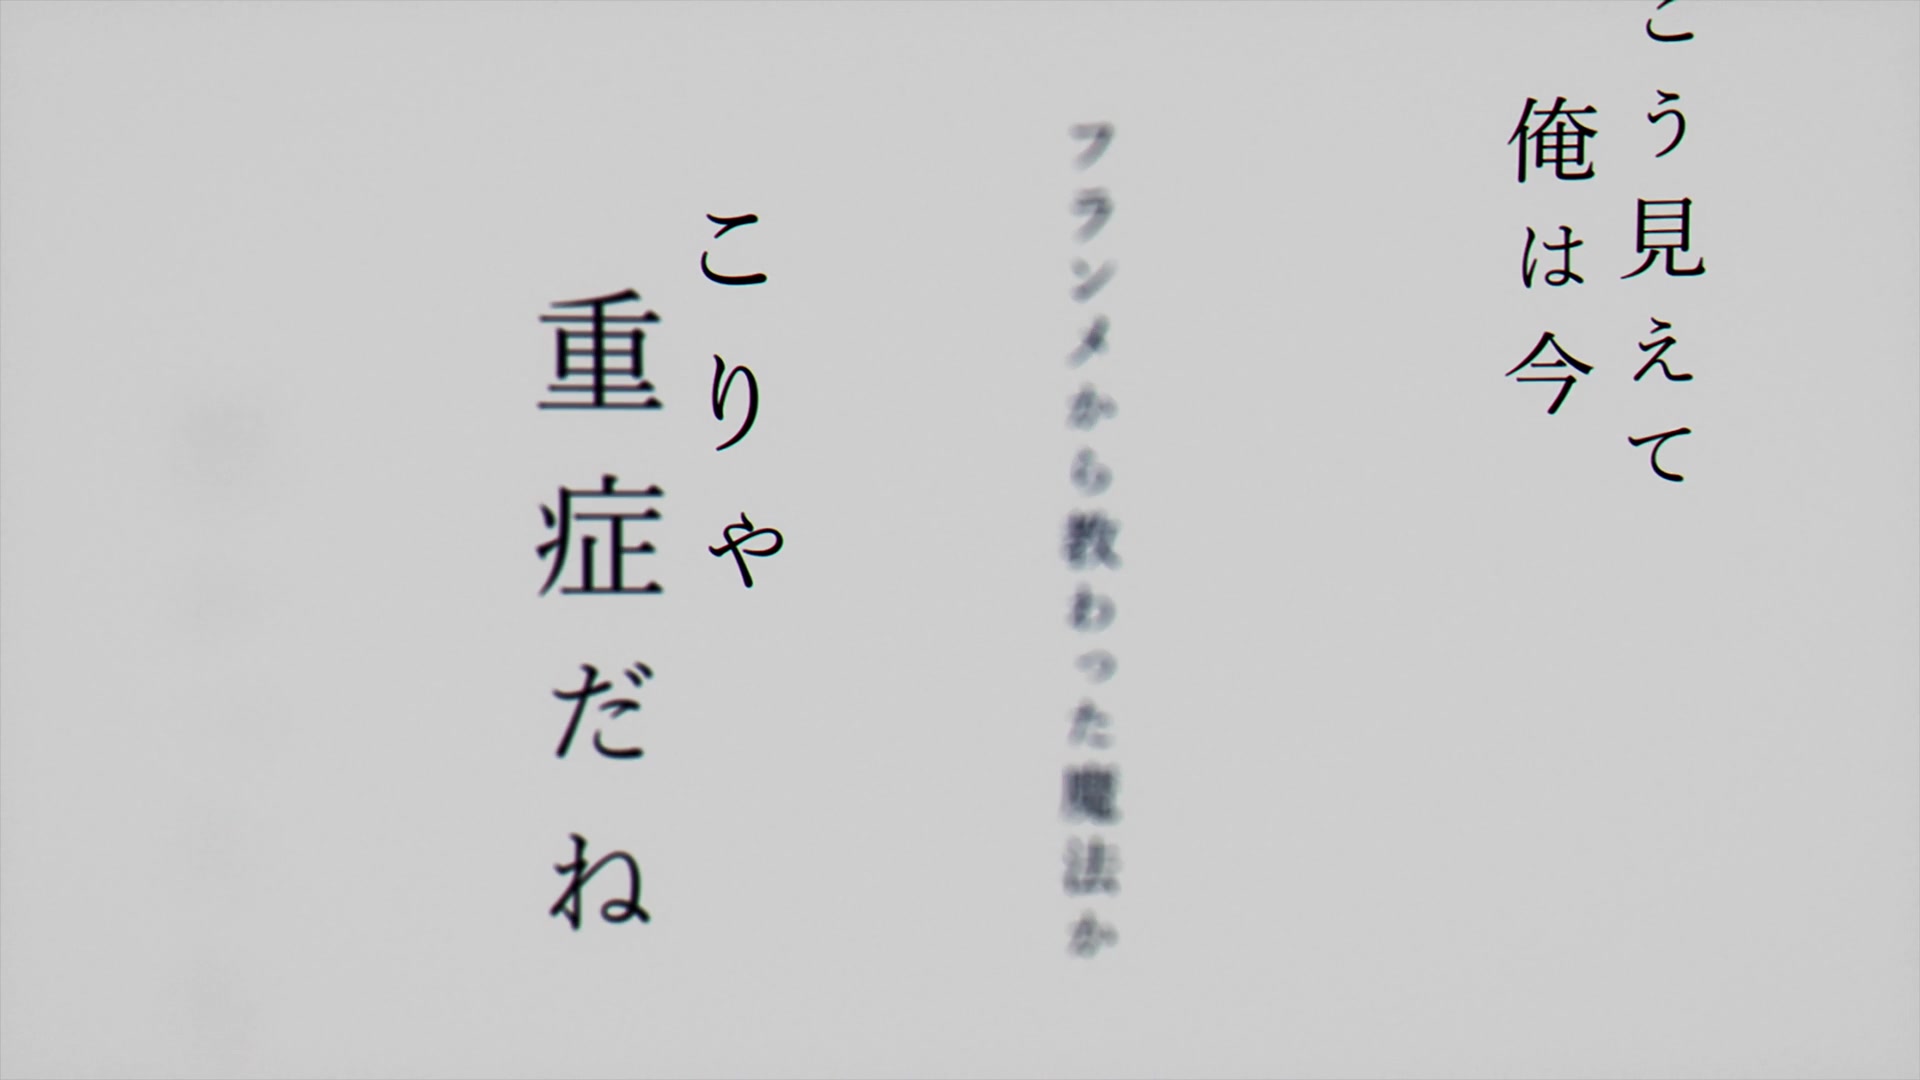 こう見えて
俺は今
フランメから教わった魔法か
こりゃ
重症だね